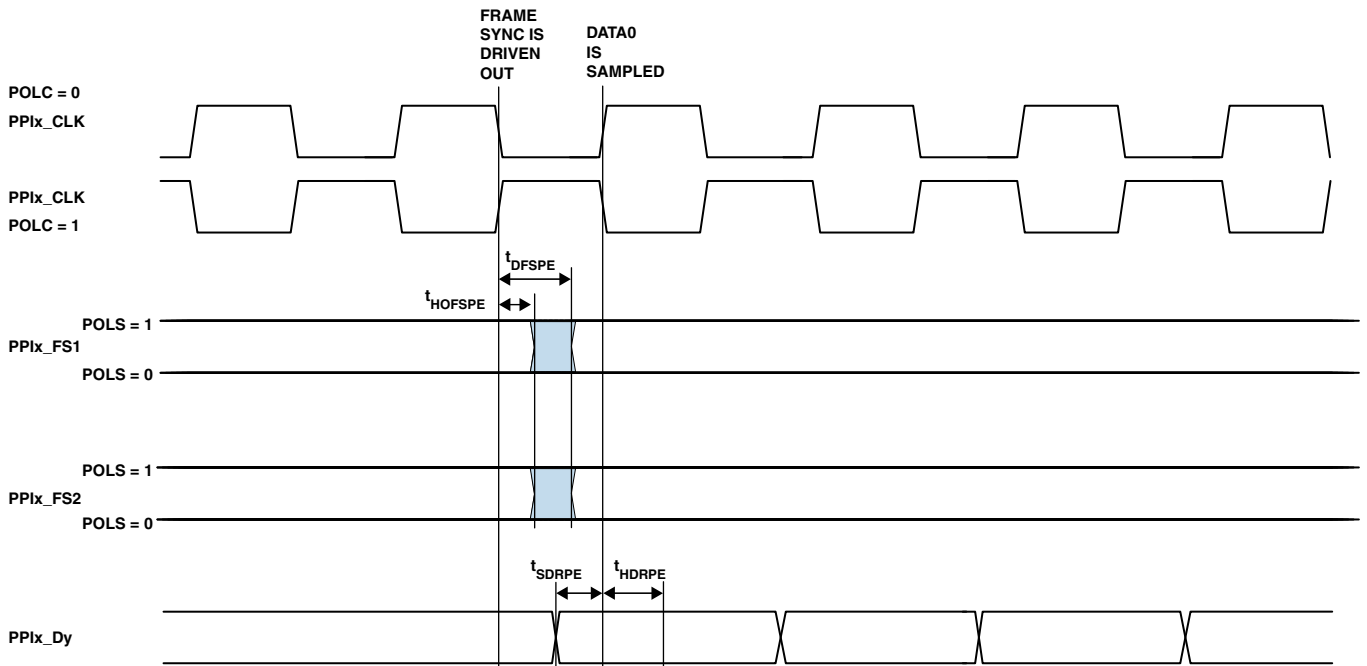 FRAME
SYNC IS
DRIVEN
OUT
DATA0
IS
SAMPLED
POLC = 0
PPIx_CLK
PPIx_CLK
POLC = 1
tDFSPE
tHOFSPE
POLS = 1
PPIx_FS1
POLS = 0
POLS = 1
PPIx_FS2
POLS = 0
tSDRPE
tHDRPE
PPIx_Dy